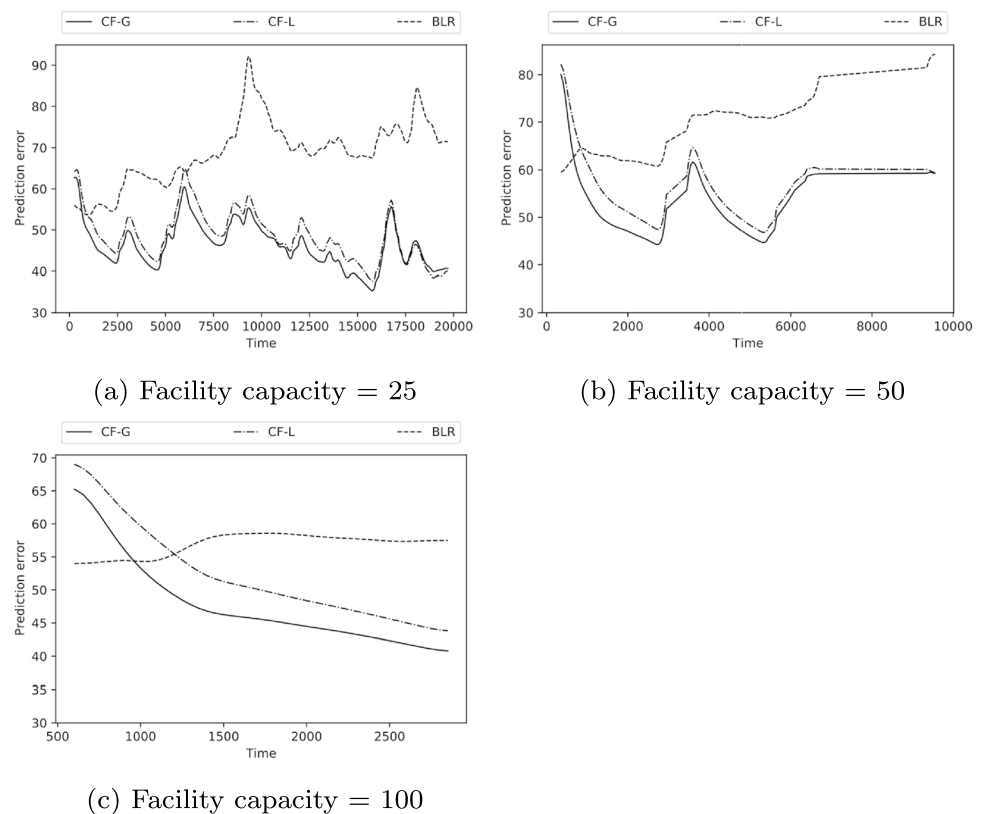 CF-G CF-L BLR
90
80
70
60
50
40
30
Prediction error
0 2500 5000 7500 10000 12500 15000 17500 20000
Time
(a) Facility capacity = 25
CF-G CF-L BLR
80
70
60
50
40
30
Prediction error
0 2000 4000 6000 8000 10000
Time
(b) Facility capacity = 50
CF-G CF-L BLR
70
65
60
55
50
45
40
35
30
Prediction error
500 1000 1500 2000 2500
Time
(c) Facility capacity = 100